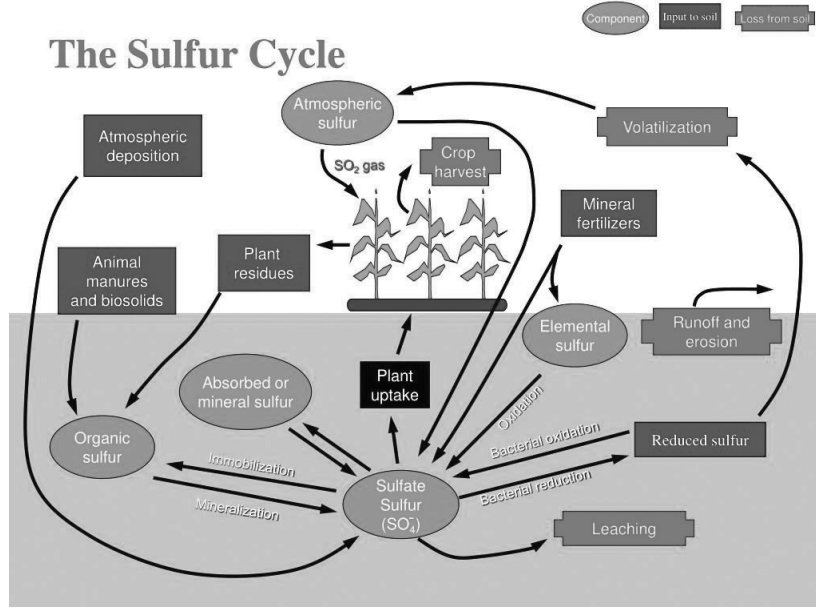 Component
Input to soil
Loss from soil
The Sulfur Cycle
Atmospheric
sulfur
Volatilization
Atmospheric
deposition
SO₂ gas
Crop
harvest
Mineral
fertilizers
Animal
manures
and biosolids
Plant
residues
Elemental
sulfur
Runoff and
erosion
Absorbed or
mineral sulfur
Plant
uptake
Oxidation
Organic
sulfur
Immobilization
Mineralization
Bacterial oxidation
Reduced sulfur
Bacterial reduction
Sulfate
Sulfur
(SO₄⁻)
Leaching